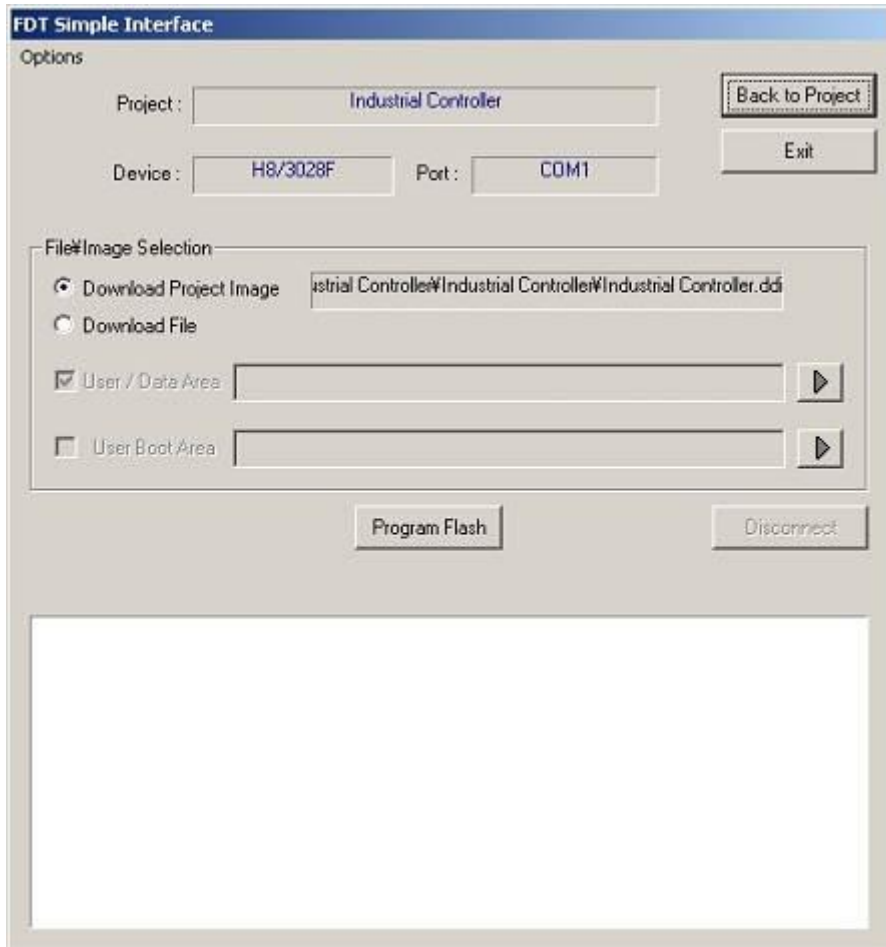 FDT Simple Interface
Options
Project : Industrial Controller
Back to Project
Device : H8/3028F Port : COM1
Exit
File¥Image Selection
Download Project Image ustrial Controller¥Industrial Controller¥Industrial Controller.ddi
Download File
User / Data Area
User Boot Area
Program Flash Disconnect